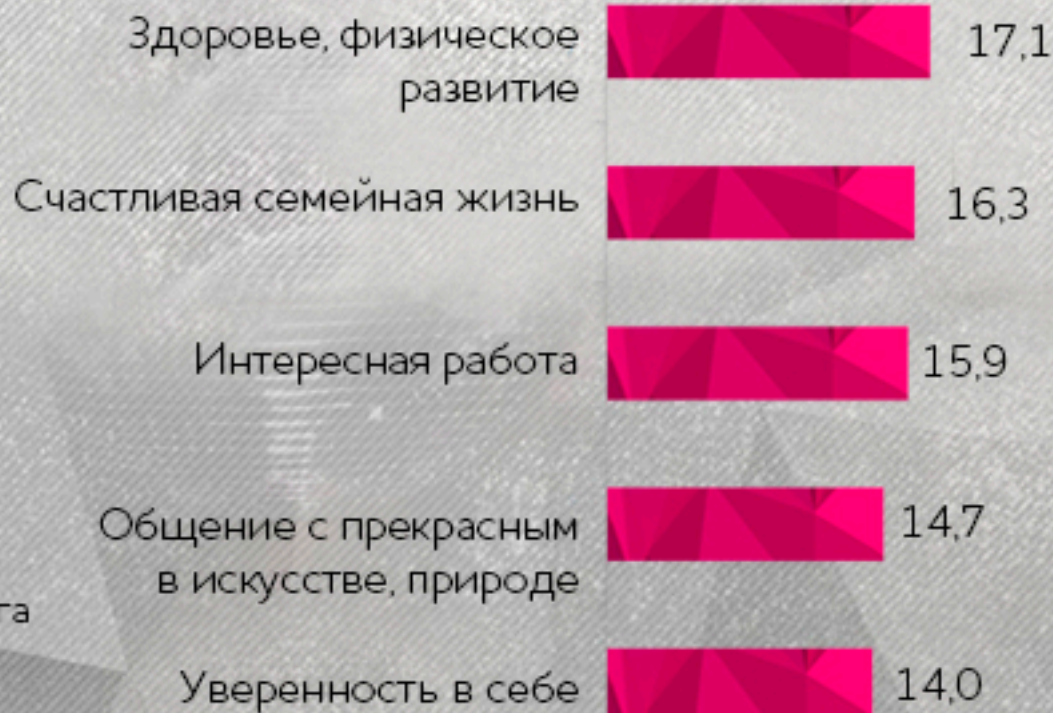 Здоровье, физическое
развитие
17,1
Счастливая семейная жизнь
16,3
Интересная работа
15,9
Общение с прекрасным
в искусстве, природе
14,7
Уверенность в себе
14,0